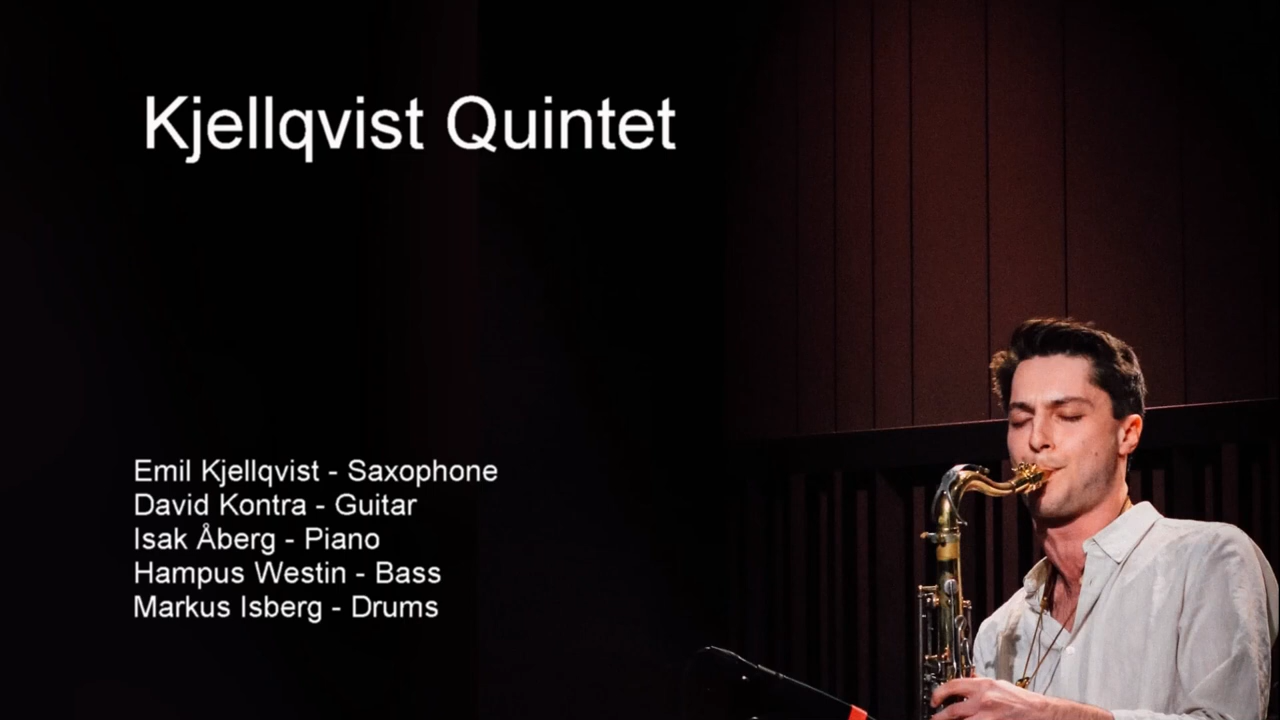 Kjellqvist Quintet
Emil Kjellqvist - Saxophone
David Kontra - Guitar
Isak Åberg - Piano
Hampus Westin - Bass
Markus Isberg - Drums